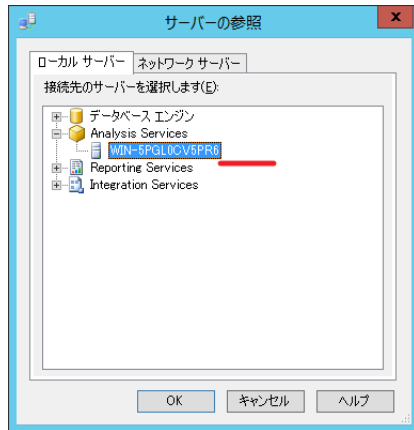 サーバーの参照
x
ローカル サーバー ネットワーク サーバー
接続先のサーバーを選択します(E):
データベース エンジン
Analysis Services
WIN-5PGL0CV5PR6
Reporting Services
Integration Services
OK キャンセル ヘルプ